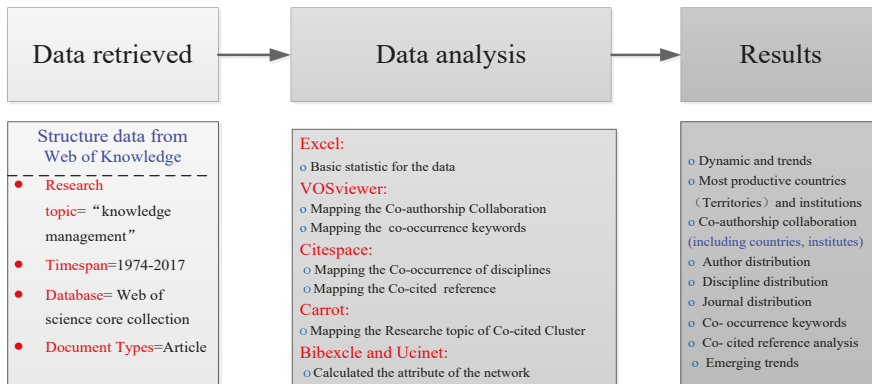 Data retrieved
Data analysis
Results
Structure data from
Web of Knowledge
● Research
topic= “knowledge
management”
● Timespan=1974-2017
● Database= Web of
science core collection
● Document Types=Article
Excel:
o Basic statistic for the data
VOSviewer:
o Mapping the Co-authorship Collaboration
o Mapping the co-occurrence keywords
Citespace:
o Mapping the Co-occurrence of disciplines
o Mapping the Co-cited reference
Carrot:
o Mapping the Researche topic of Co-cited Cluster
Bibexcle and Ucinet:
o Calculated the attribute of the network
o Dynamic and trends
o Most productive countries
（Territories）and institutions
o Co-authorship collaboration
(including countries, institutes)
o Author distribution
o Discipline distribution
o Journal distribution
o Co- occurrence keywords
o Co- cited reference analysis
o Emerging trends